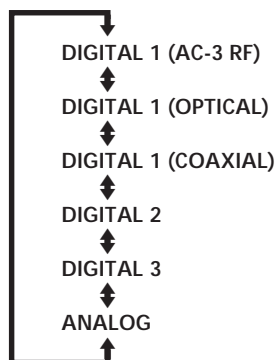 DIGITAL 1 (AC-3 RF)
DIGITAL 1 (OPTICAL)
DIGITAL 1 (COAXIAL)
DIGITAL 2
DIGITAL 3
ANALOG